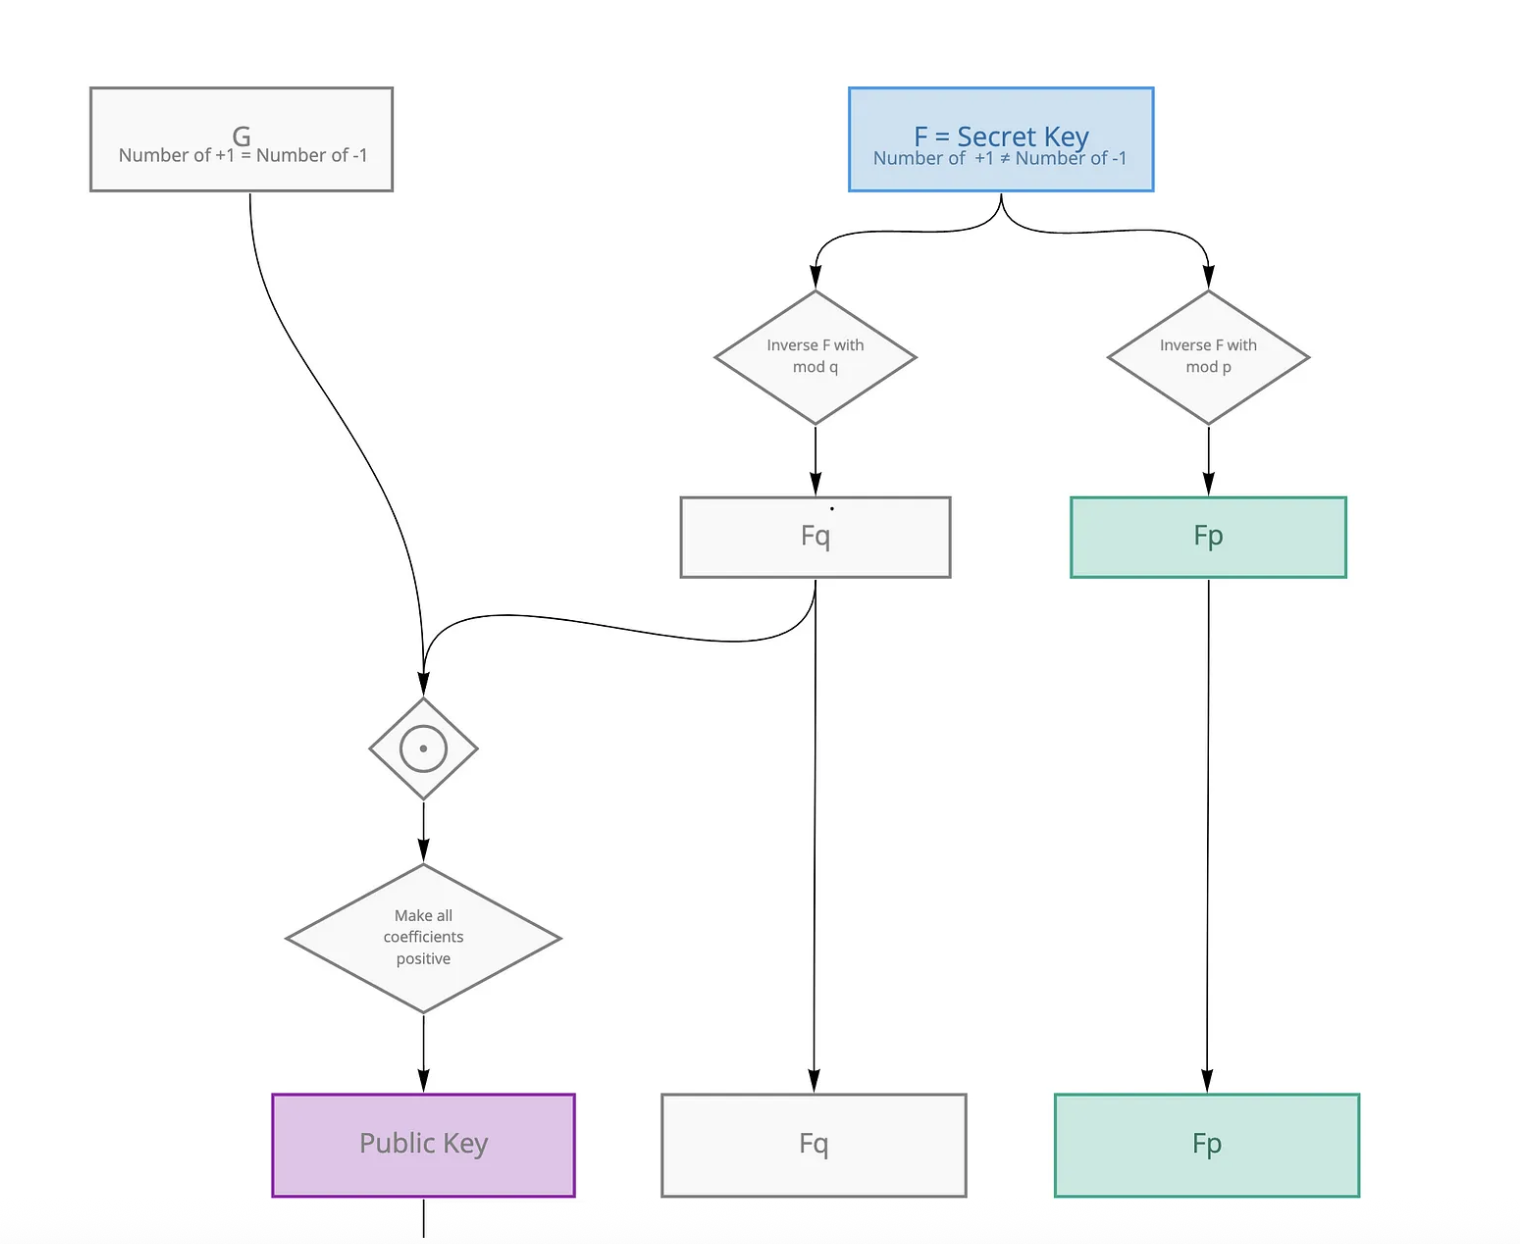 G
Number of +1 = Number of -1
F = Secret Key
Number of  +1 ≠ Number of -1
Inverse F with
mod q
Inverse F with
mod p
Fq
Fp
Make all
coefficients
positive
Public Key
Fq
Fp